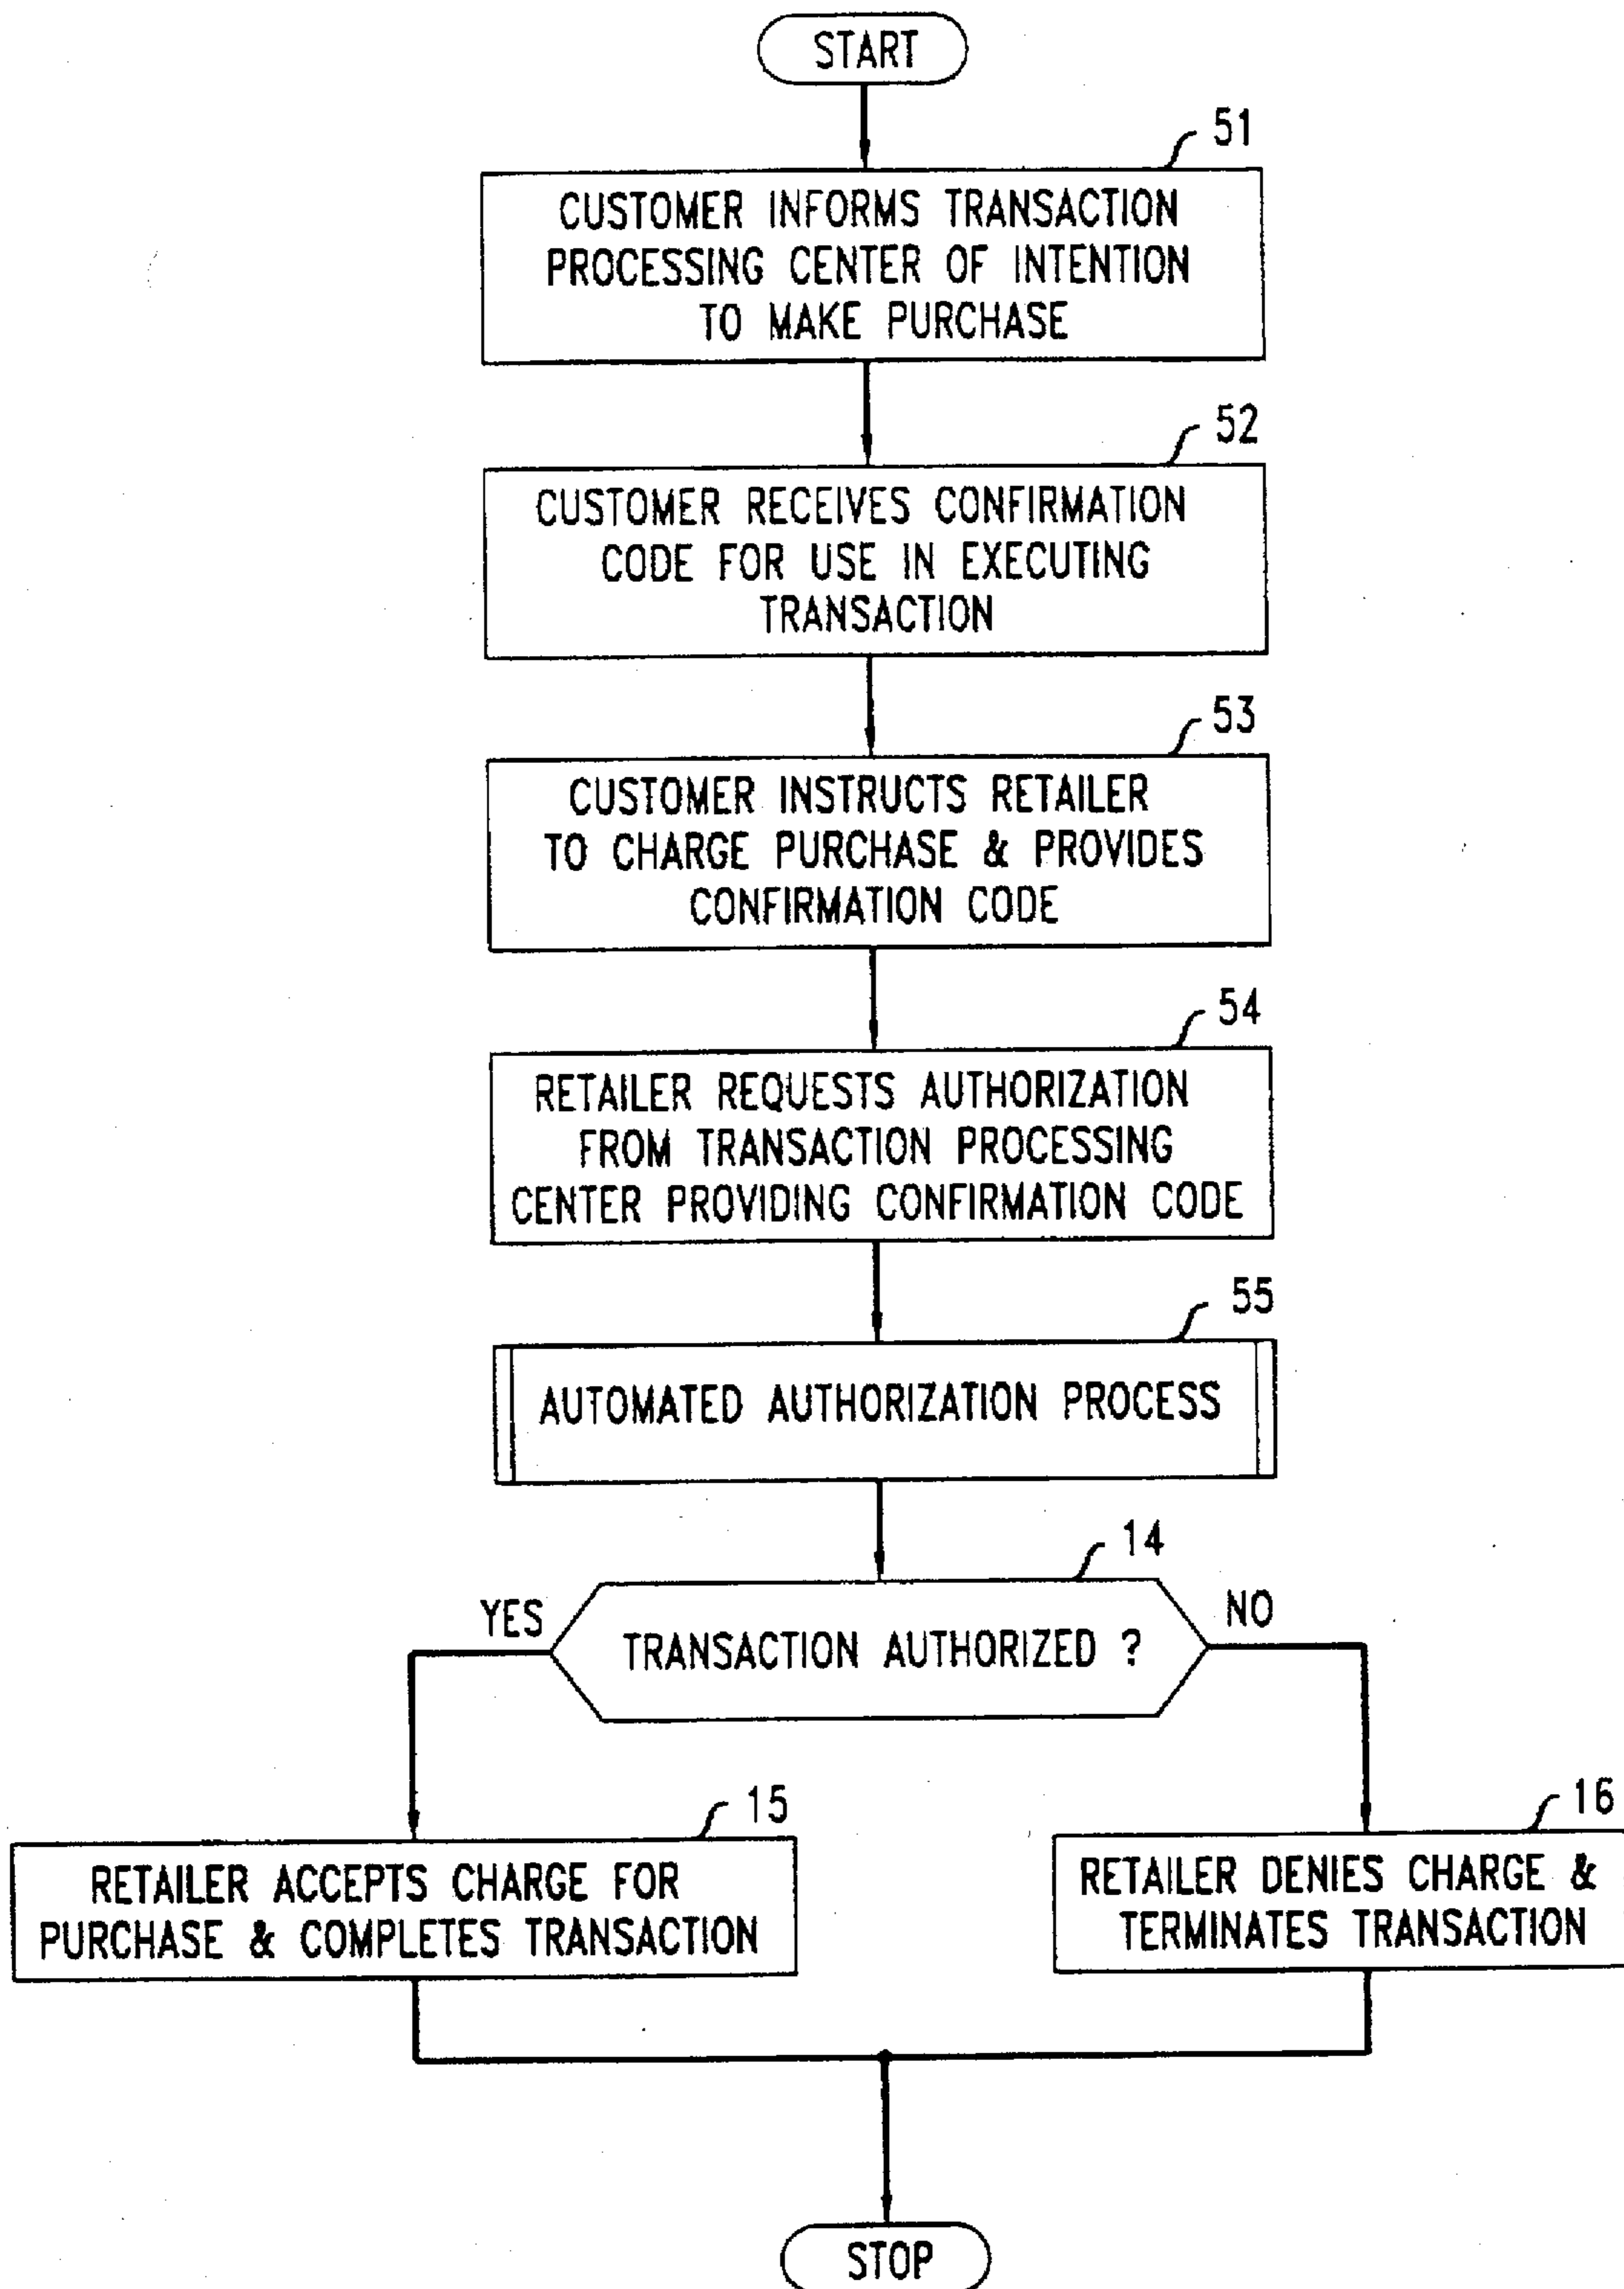 START
51
CUSTOMER INFORMS TRANSACTION
PROCESSING CENTER OF INTENTION
TO MAKE PURCHASE
52
CUSTOMER RECEIVES CONFIRMATION
CODE FOR USE IN EXECUTING
TRANSACTION
53
CUSTOMER INSTRUCTS RETAILER
TO CHARGE PURCHASE & PROVIDES
CONFIRMATION CODE
54
RETAILER REQUESTS AUTHORIZATION
FROM TRANSACTION PROCESSING
CENTER PROVIDING CONFIRMATION CODE
55
AUTOMATED AUTHORIZATION PROCESS
14
YES
NO
TRANSACTION AUTHORIZED ?
15
RETAILER ACCEPTS CHARGE FOR
PURCHASE & COMPLETES TRANSACTION
16
RETAILER DENIES CHARGE &
TERMINATES TRANSACTION
STOP